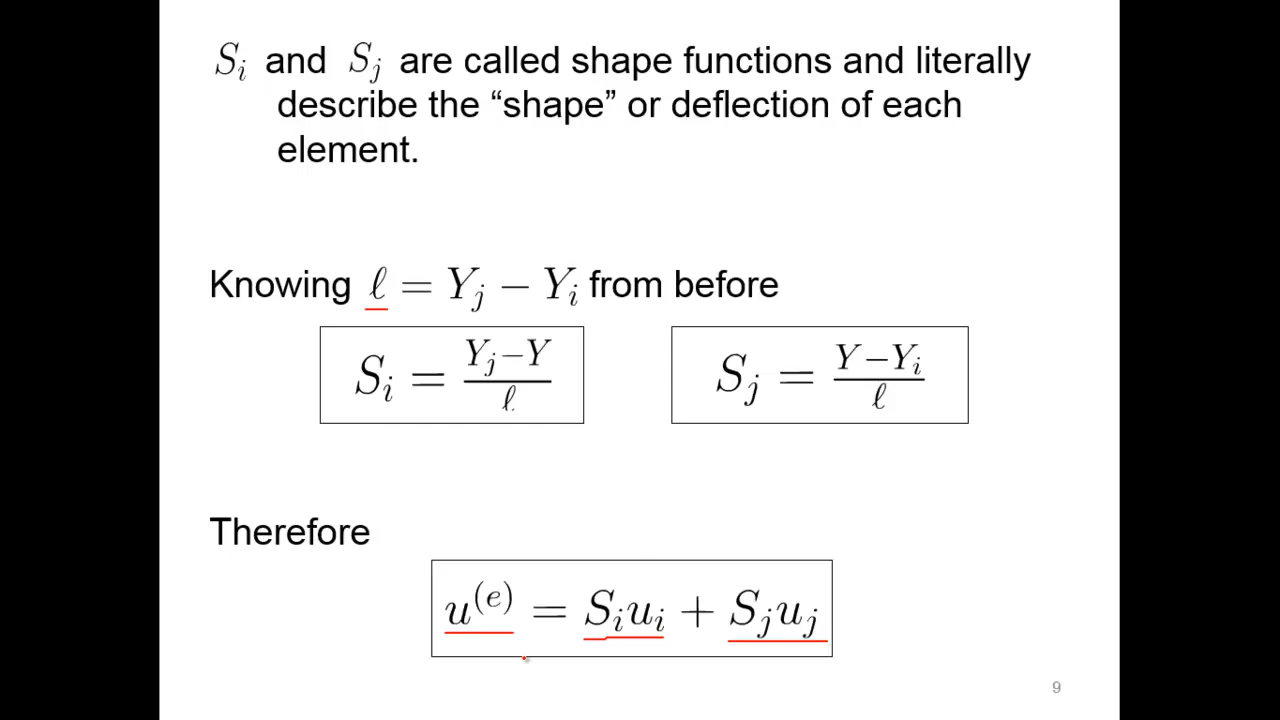 S_i and S_j are called shape functions and literally
describe the “shape” or deflection of each
element.
Knowing ℓ = Y_j − Y_i from before
S_i = (Y_j−Y)/ℓ
S_j = (Y−Y_i)/ℓ
Therefore
u^(e) = S_i u_i + S_j u_j
9